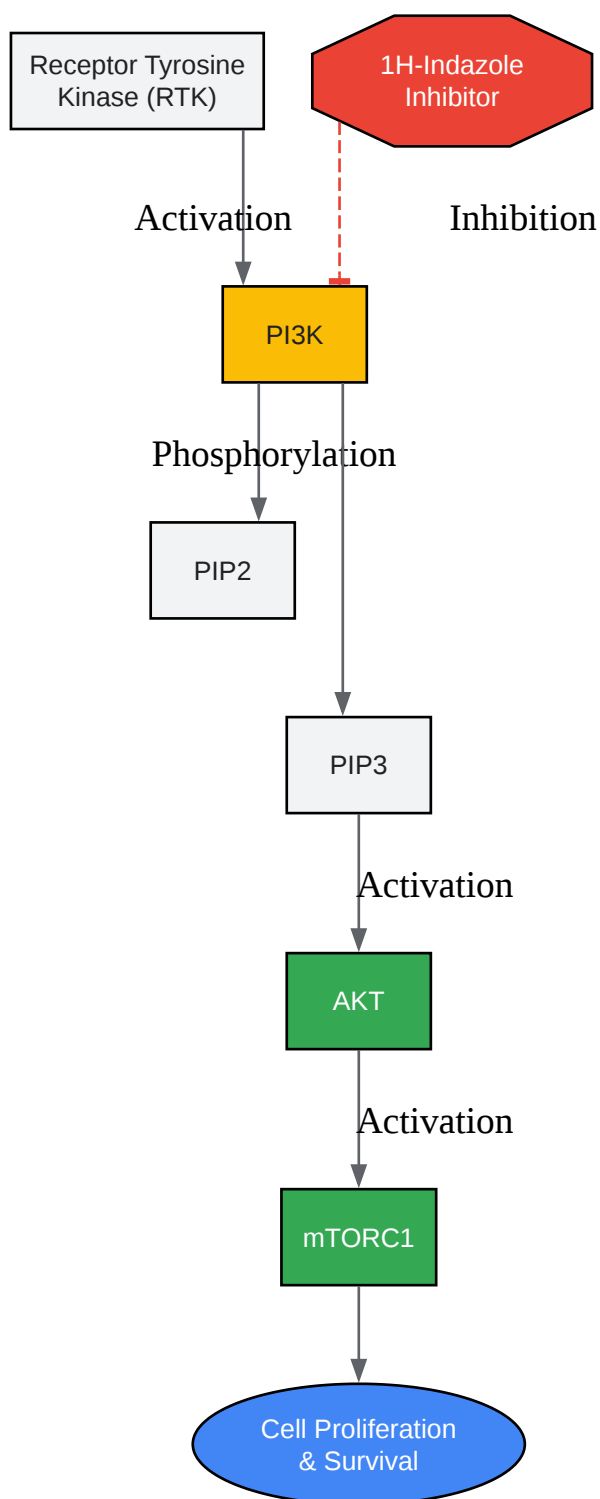 Receptor Tyrosine
Kinase (RTK)
1H-Indazole
Inhibitor
Activation
Inhibition
PI3K
Phosphorylation
PIP2
PIP3
Activation
AKT
Activation
mTORC1
Cell Proliferation
& Survival